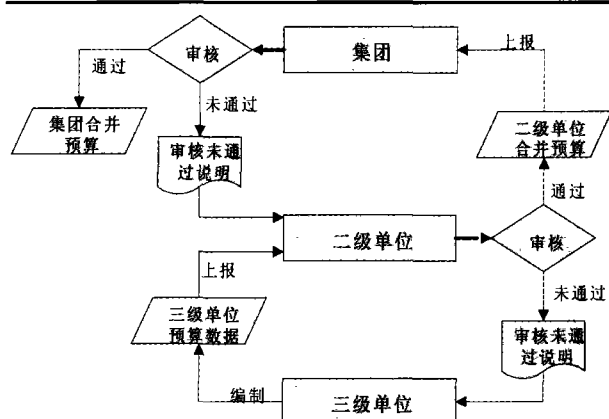 审核
集团
上报
通过
未通过
集团合并
预算
审核未通
过说明
二级单位
合并预算
通过
二级单位
审核
上报
未通过
三级单位
预算数据
审核未通
过说明
编制
三级单位